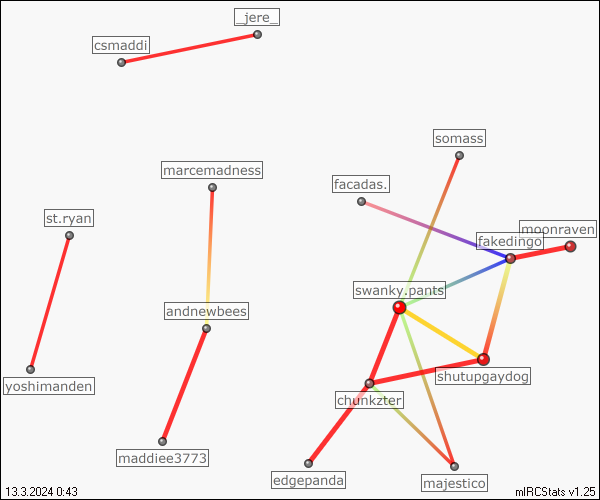 _jere_
csmaddi
somass
marcemadness
facadas.
st.ryan
moonraven
fakedingo
swanky.pants
andnewbees
shutupgaydog
yoshimanden
chunkzter
maddiee3773
edgepanda
majestico
13.3.2024 0:43
mIRCStats v1.25